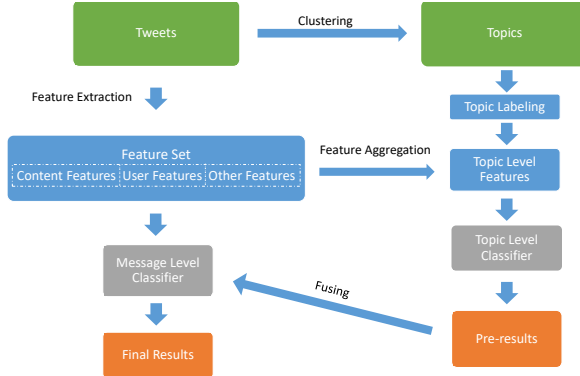 Tweets
Clustering
Topics
Feature Extraction
Topic Labeling
Feature Set
Content Features
User Features
Other Features
Feature Aggregation
Topic Level
Features
Message Level
Classifier
Topic Level
Classifier
Fusing
Final Results
Pre-results